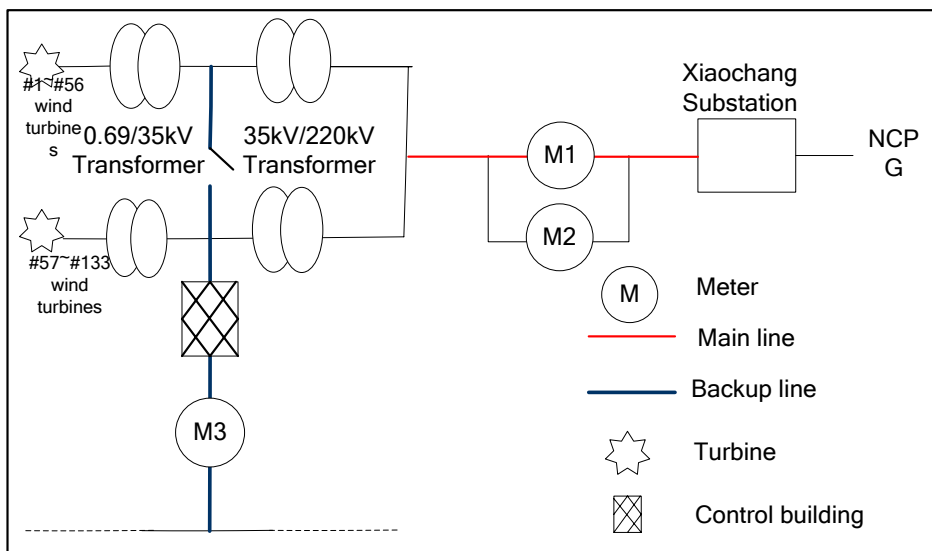 #1~#56
wind
turbine
s
0.69/35kV
Transformer
35kV/220kV
Transformer
#57~#133
wind
turbines
M3
M1
M2
Xiaochang
Substation
NCP
G
M
Meter
Main line
Backup line
Turbine
Control building